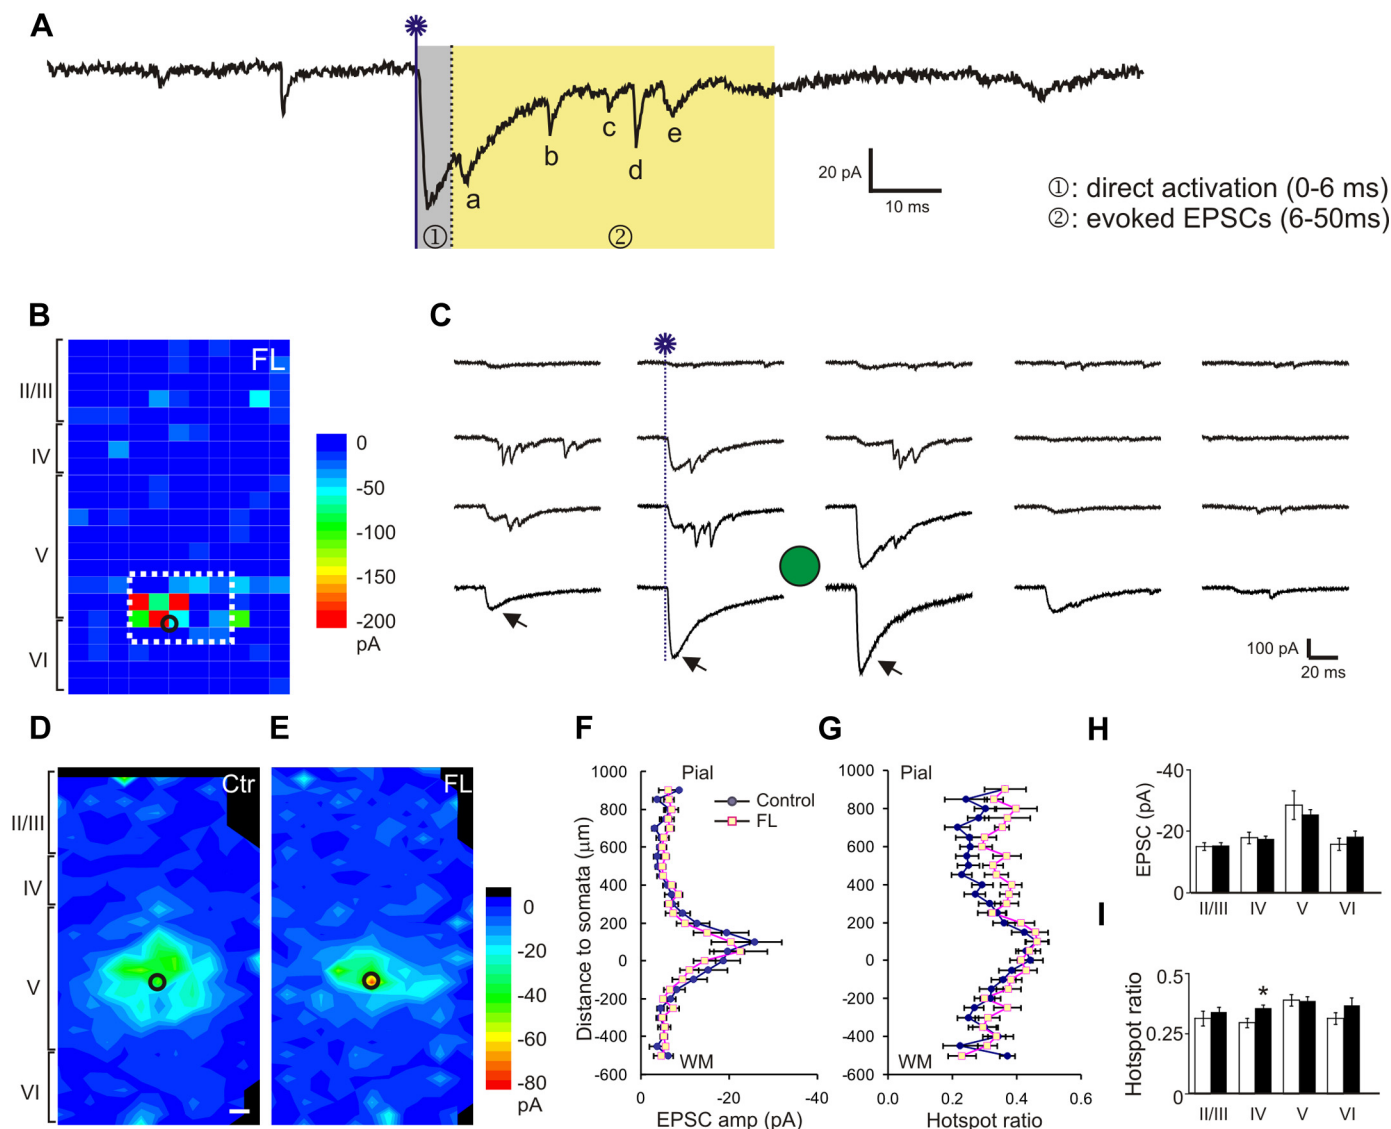 A
a
b
c
d
e
①
②
20 pA
10 ms
①: direct activation (0-6 ms)
②: evoked EPSCs (6-50ms)
B
FL
II/III
IV
V
VI
0
-50
-100
-150
-200
pA
C
100 pA
20 ms
D
Ctr
II/III
IV
V
VI
E
FL
0
-20
-40
-60
-80
pA
F
1000
800
600
400
200
0
-200
-400
-600
Distance to somata (µm)
Pial
Control
FL
WM
0
-20
-40
EPSC amp (pA)
G
1000
800
600
400
200
0
-200
-400
-600
Pial
WM
0
0.2
0.4
0.6
Hotspot ratio
H
-40
-20
0
EPSC (pA)
II/III
IV
V
VI
0.5
0.25
0
Hotspot ratio
*
II/III
IV
V
VI